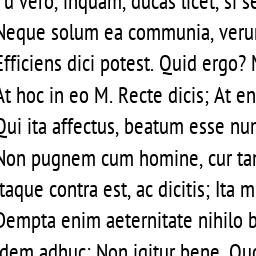 Tu vero, inquam, ducas licet, si se
Neque solum ea communia, verum
Efficiens dici potest. Quid ergo?
At hoc in eo M. Recte dicis; At en
Qui ita affectus, beatum esse num
Non pugnem cum homine, cur tam
Itaque contra est, ac dicitis; Ita m
Dempta enim aeternitate nihilo b
Idem adhuc; Non igitur bene. Quo